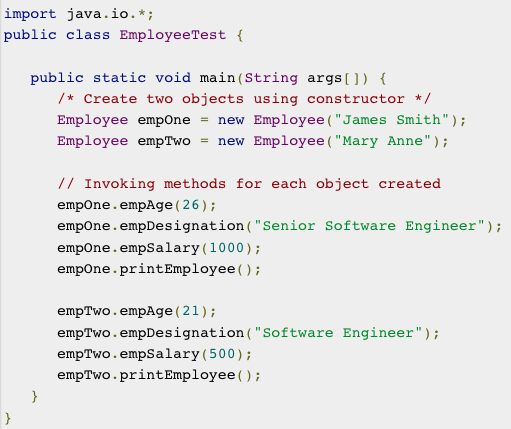 import java.io.*;
public class EmployeeTest {
public static void main(String args[]) {
/* Create two objects using constructor */
Employee empOne = new Employee("James Smith");
Employee empTwo = new Employee("Mary Anne");
// Invoking methods for each object created
empOne.empAge(26);
empOne.empDesignation("Senior Software Engineer");
empOne.empSalary(1000);
empOne.printEmployee();
empTwo.empAge(21);
empTwo.empDesignation("Software Engineer");
empTwo.empSalary(500);
empTwo.printEmployee();
}
}